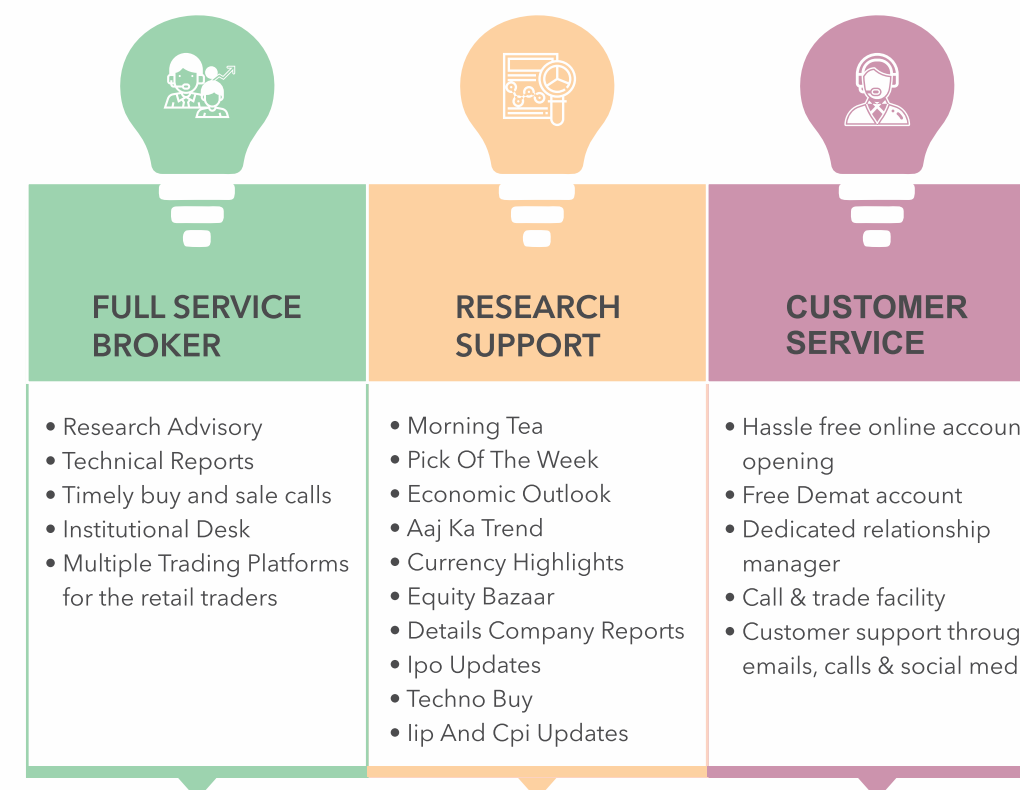 FULL SERVICE
BROKER
• Research Advisory
• Technical Reports
• Timely buy and sale calls
• Institutional Desk
• Multiple Trading Platforms
for the retail traders
RESEARCH
SUPPORT
• Morning Tea
• Pick Of The Week
• Economic Outlook
• Aaj Ka Trend
• Currency Highlights
• Equity Bazaar
• Details Company Reports
• Ipo Updates
• Techno Buy
• Iip And Cpi Updates
CUSTOMER
SERVICE
• Hassle free online accoun
opening
• Free Demat account
• Dedicated relationship
manager
• Call & trade facility
• Customer support throug
emails, calls & social med